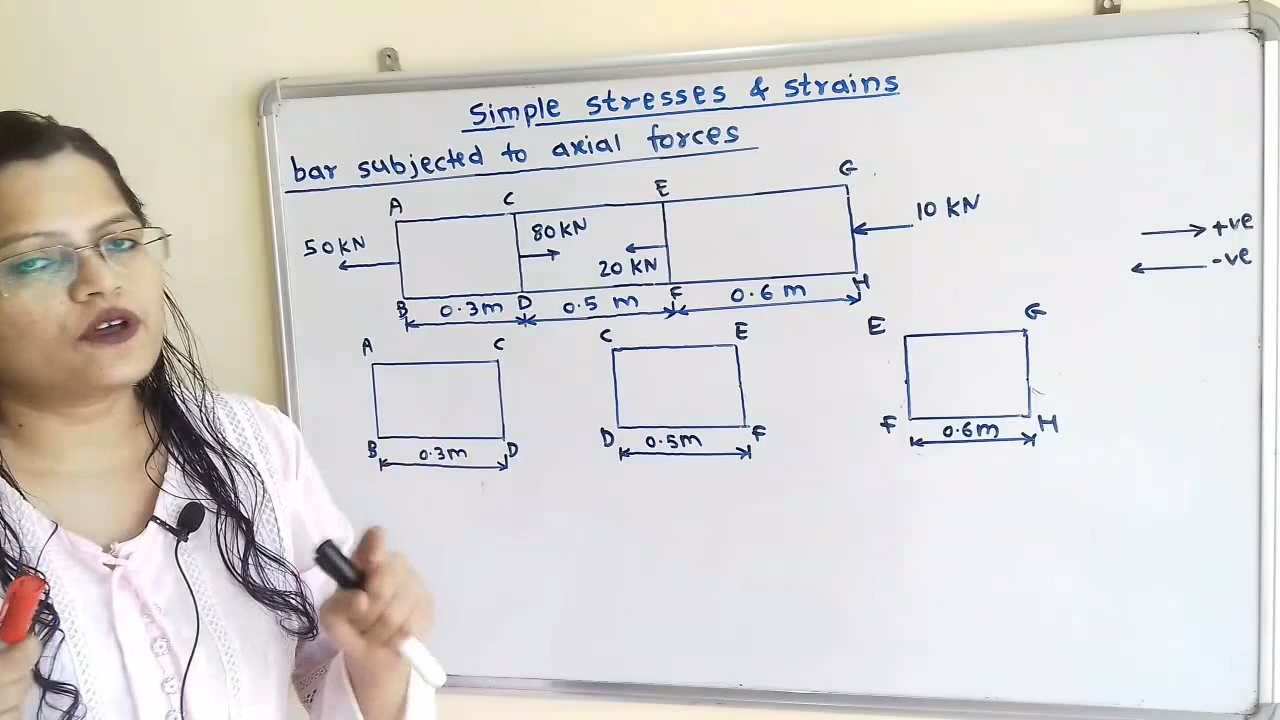 Simple stresses & strains
bar subjected to axial forces
A C E G
50 KN 80 KN 20 KN 10 KN
+ve
-ve
B 0.3m D 0.5 m F 0.6 m H
A C C E E G
B 0.3m D D 0.5m F F 0.6m H